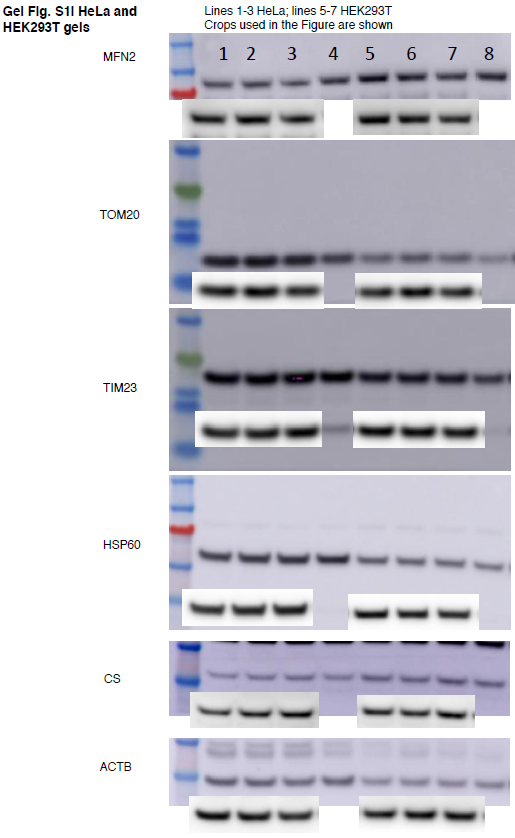 Gel Fig. S1I HeLa and
HEK293T gels
Lines 1-3 HeLa; lines 5-7 HEK293T
Crops used in the Figure are shown
MFN2
1 2 3 4 5 6 7 8
TOM20
TIM23
HSP60
CS
ACTB